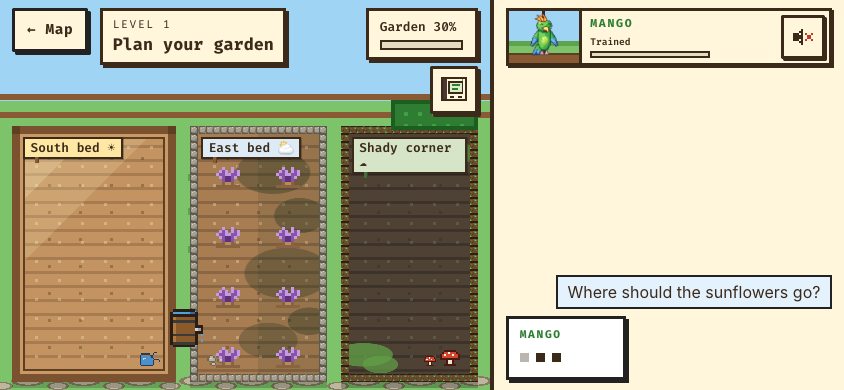 ← Map
LEVEL 1
Plan your garden
Garden 30%
South bed ☀
East bed ⛅
Shady corner
☁
MANGO
Trained
Where should the sunflowers go?
MANGO